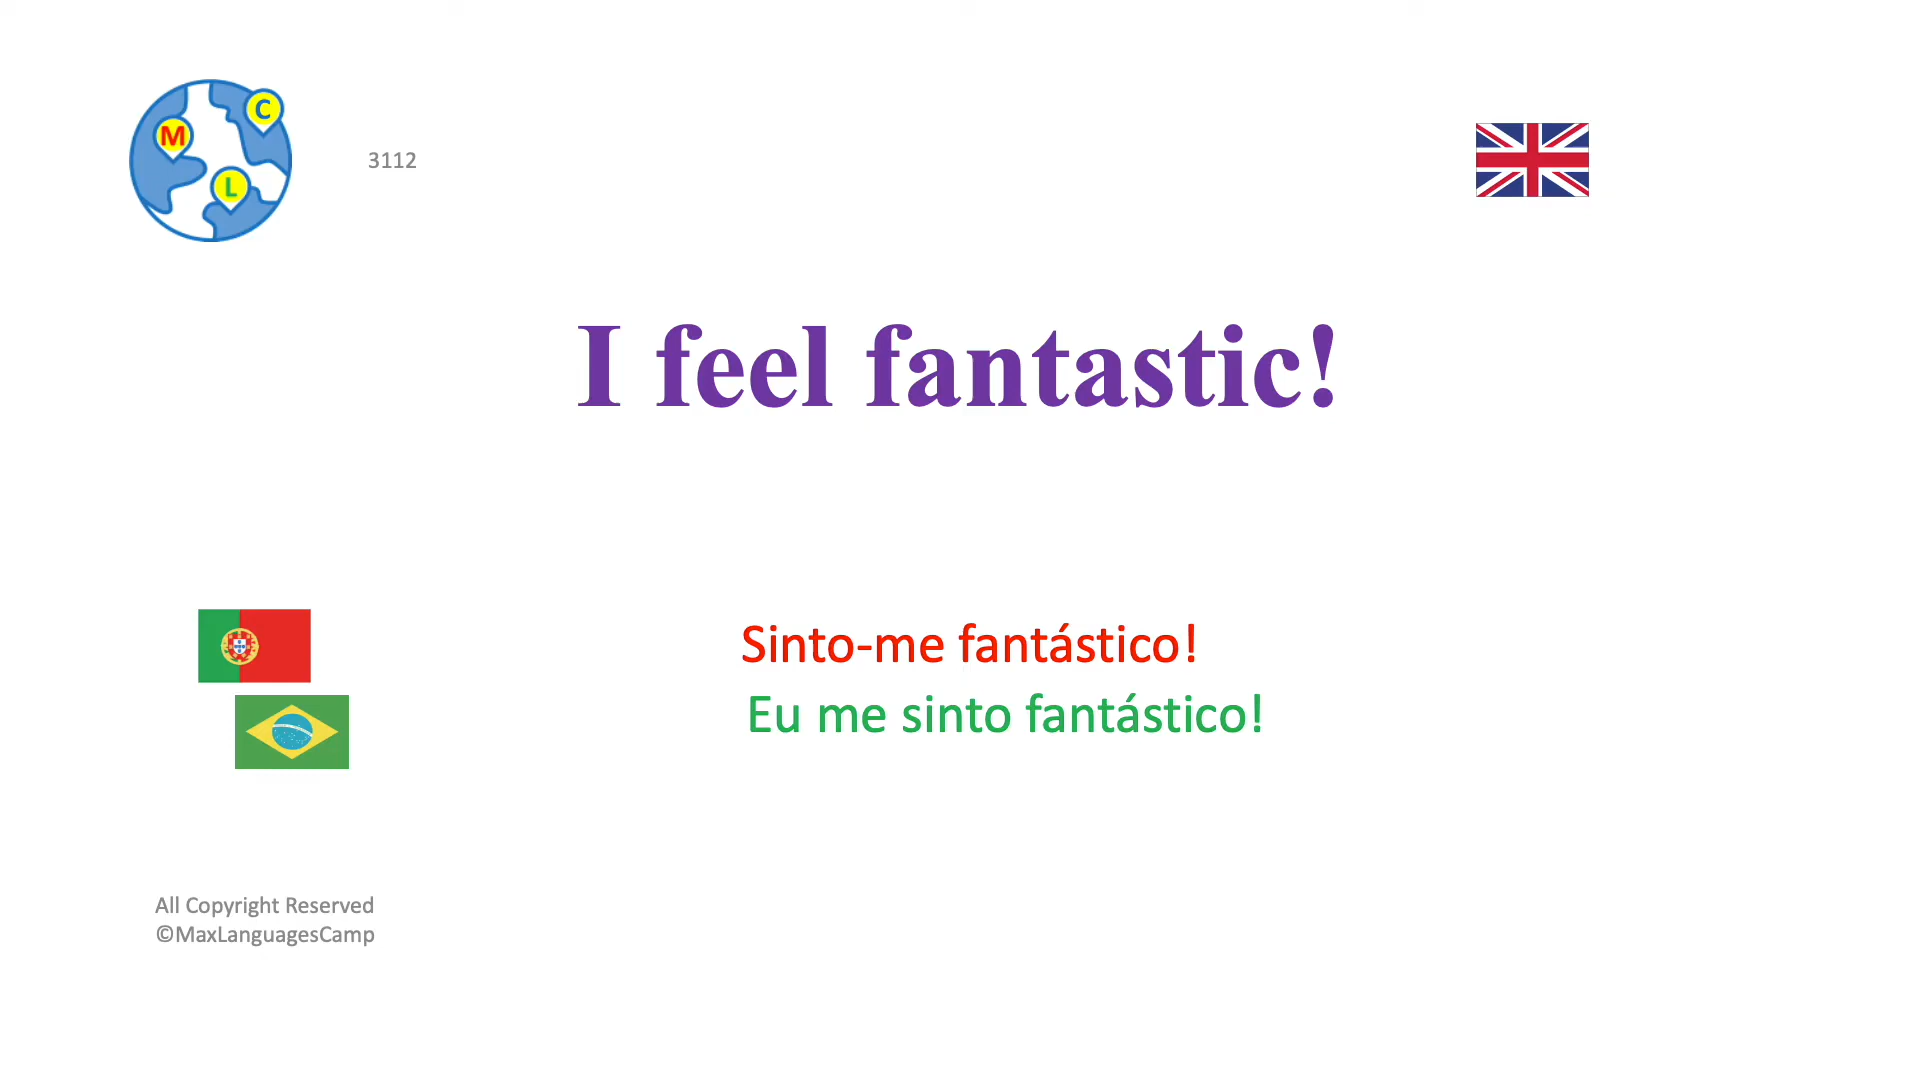 C
M
L
3112
I feel fantastic!
Sinto-me fantástico!
Eu me sinto fantástico!
All Copyright Reserved
©MaxLanguagesCamp